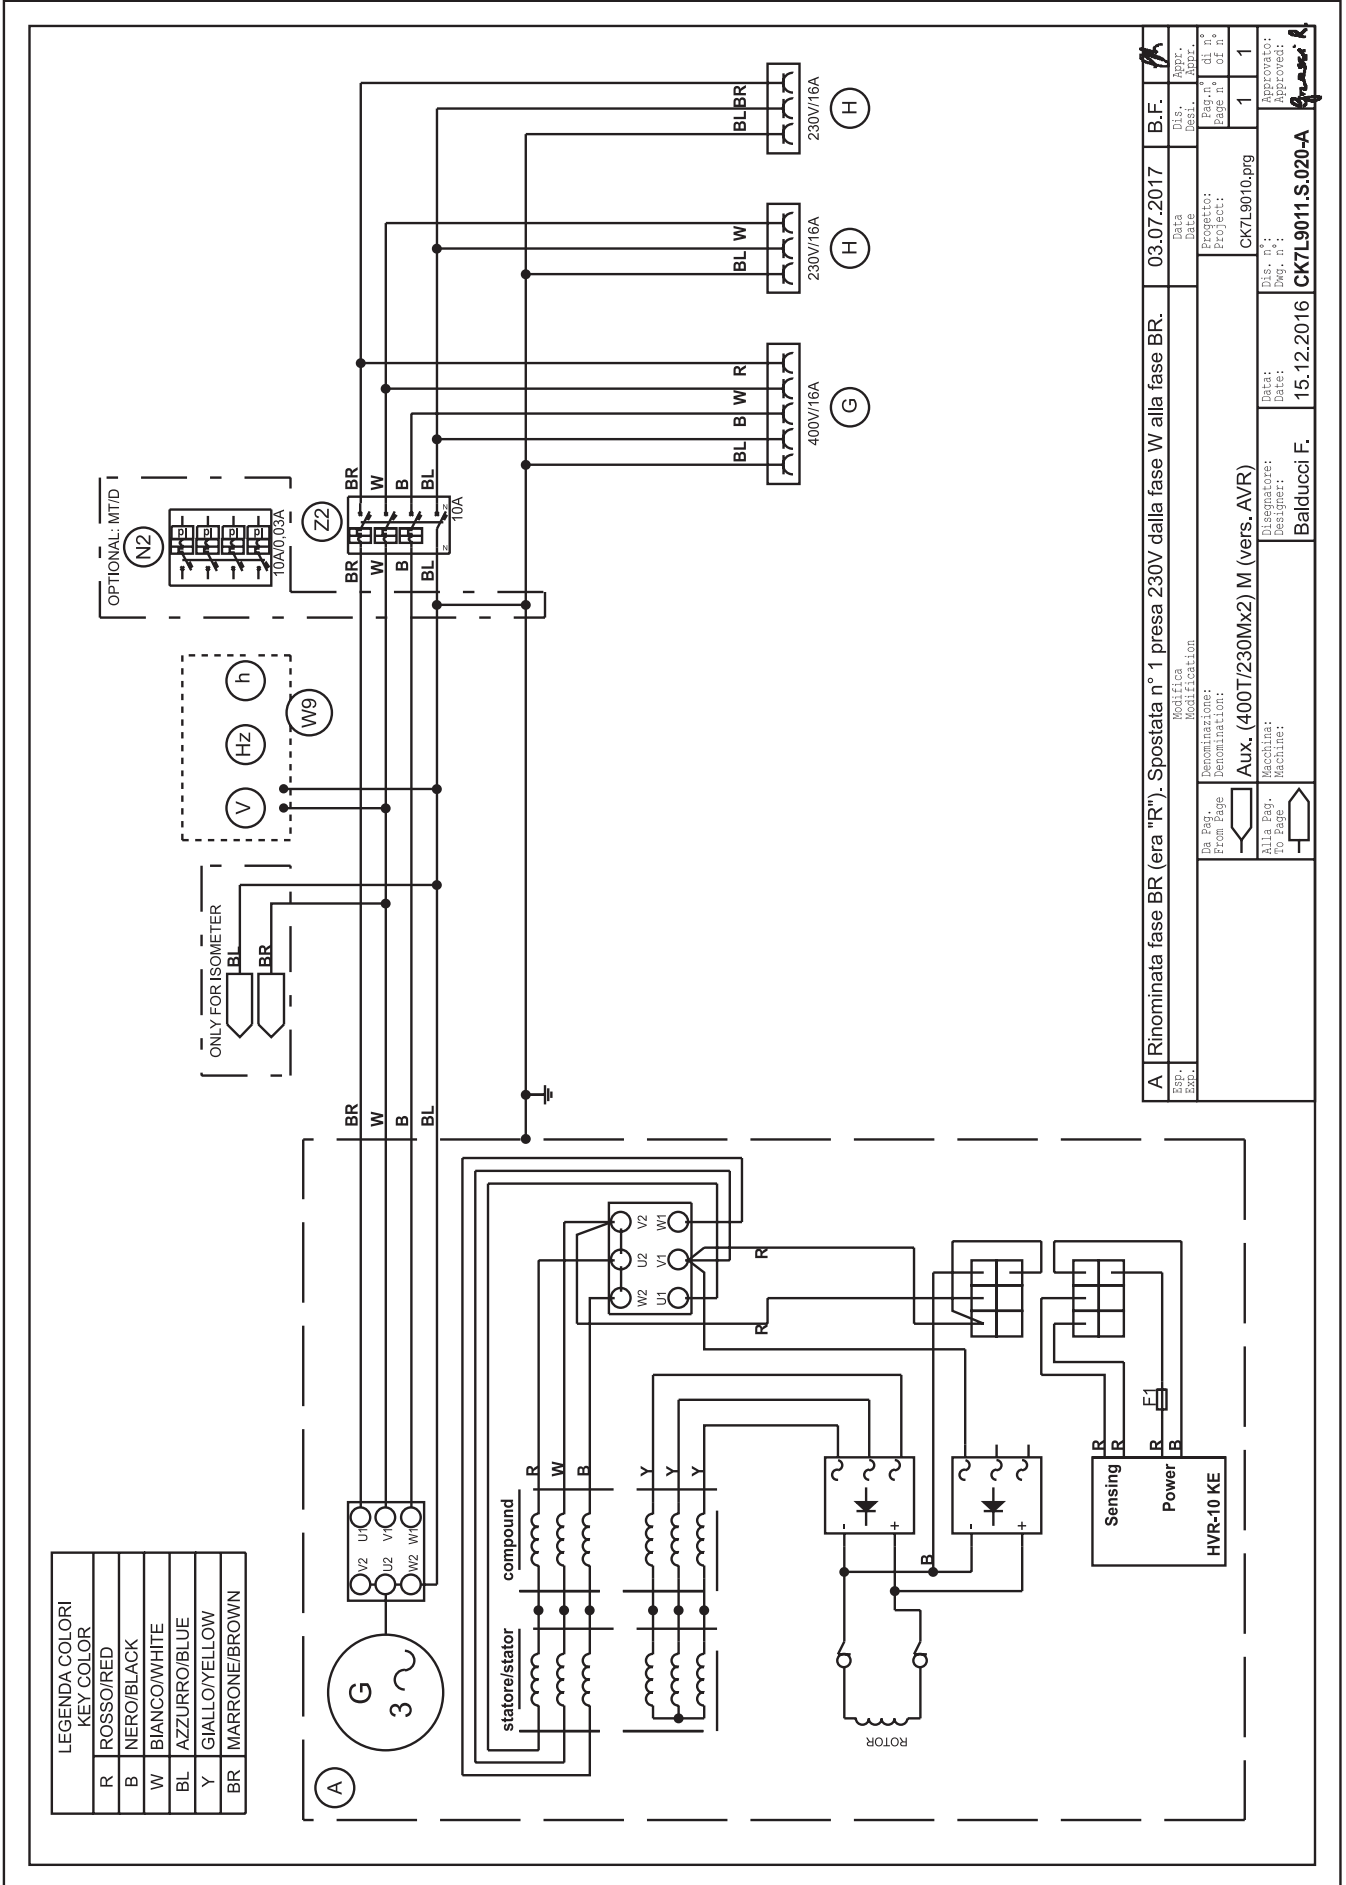 LEGENDA COLORI
KEY COLOR
R ROSSO/RED
B NERO/BLACK
W BIANCO/WHITE
BL AZZURRO/BLUE
Y GIALLO/YELLOW
BR MARRONE/BROWN
A
G
3
V2 U1
U2 V1
W2 W1
BR
W
B
BL
ONLY FOR ISOMETER
BL
BR
V
Hz
h
W9
OPTIONAL: MT/D
N2
pI
pI
pI
pI
10A/0,03A
Z2
BR
W
B
BL
BR
W
B
BL
N
N
10A
BL B W R
400V/16A
G
BL W
230V/16A
H
BL BR
230V/16A
H
statore/stator
compound
R
W
B
Y
Y
Y
W2 U2 V2
U1 V1 W1
R
R
ROTOR
-
+
B
-
+
Sensing
Power
HVR-10 KE
R
R
R
B
F1
A Rinominata fase BR (era "R"). Spostata n° 1 presa 230V dalla fase W alla fase BR. 03.07.2017 B.F.
Esp.
Exp.
Modifica
Modification
Data
Date
Dis.
Desi.
Appr.
Appr.
Da Pag.
From Page
Denominazione:
Denomination:
Aux. (400T/230Mx2) M (vers. AVR)
Progetto:
Project:
CK7L9010.prg
Pag.n°
Page n°
1
di n°
of n°
1
Alla Pag.
To Page
Macchina:
Machine:
Disegnatore:
Designer:
Balducci F.
Data:
Date:
15.12.2016
Dis. n°:
Dwg. n°:
CK7L9011.S.020-A
Approvato:
Approved: